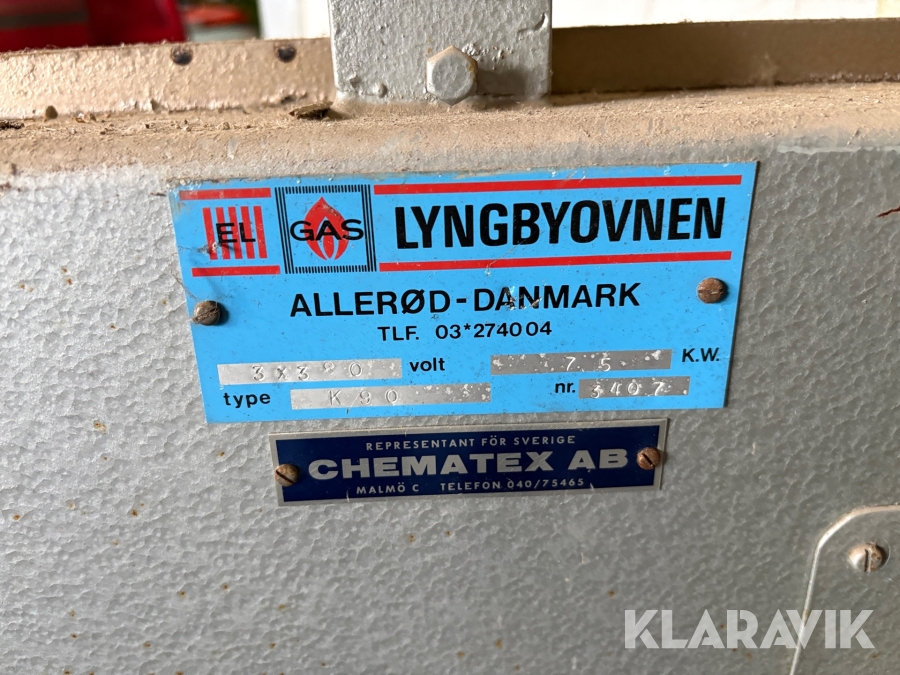 EL GAS LYNGBYOVNEN
ALLERØD-DANMARK
TLF. 03*274004
3X380 volt 7.5 K.W.
type K90 nr. 3407
REPRESENTANT FÖR SVERIGE
CHEMATEX AB
MALMÖ C TELEFON 040/75465
KLARAVIK